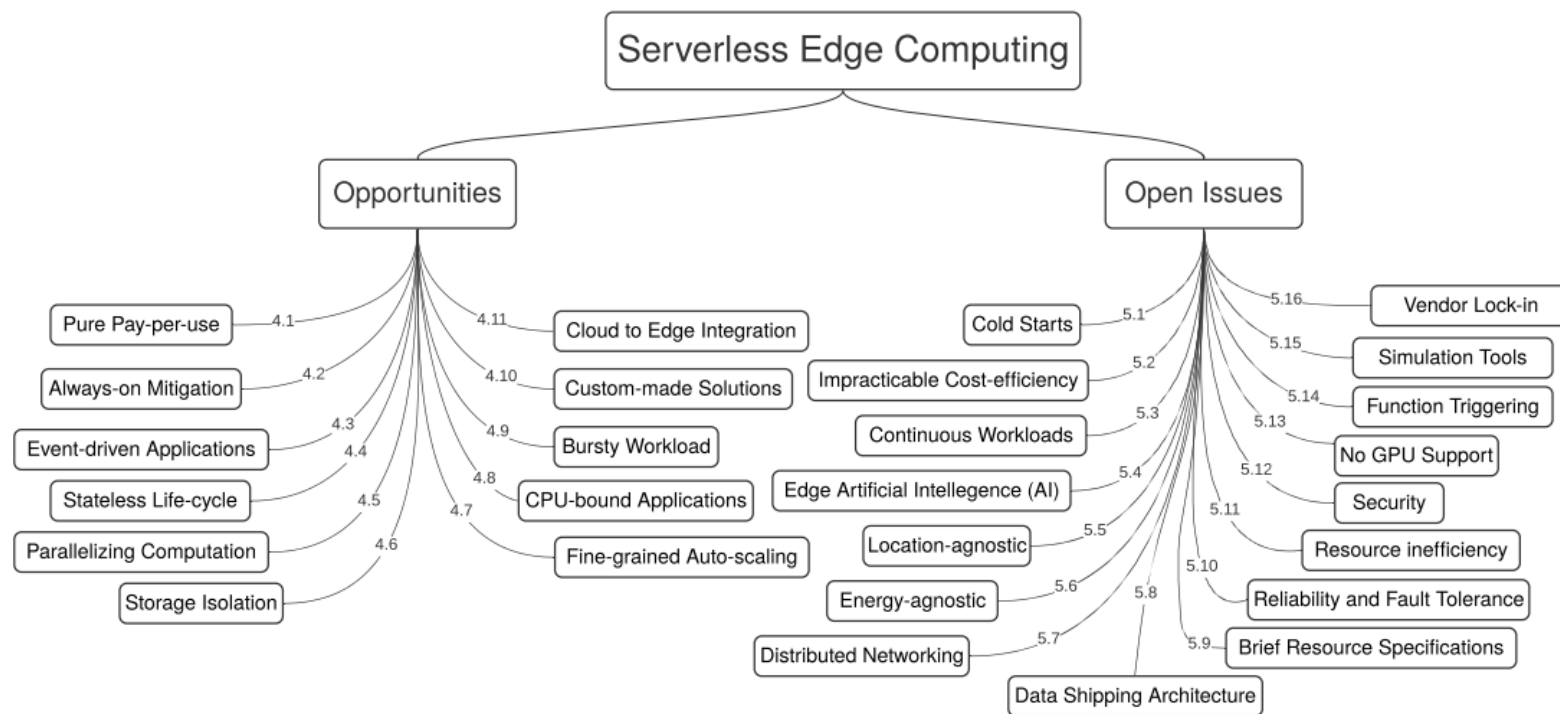 Serverless Edge Computing
Opportunities
Open Issues
4.1
Pure Pay-per-use
4.2
Always-on Mitigation
4.3
Event-driven Applications
4.4
Stateless Life-cycle
4.5
Parallelizing Computation
4.6
Storage Isolation
4.7
Fine-grained Auto-scaling
4.8
CPU-bound Applications
4.9
Bursty Workload
4.10
Custom-made Solutions
4.11
Cloud to Edge Integration
5.1
Cold Starts
5.2
Impracticable Cost-efficiency
5.3
Continuous Workloads
5.4
Edge Artificial Intellegence (AI)
5.5
Location-agnostic
5.6
Energy-agnostic
5.7
Distributed Networking
5.8
Data Shipping Architecture
5.9
Brief Resource Specifications
5.10
Reliability and Fault Tolerance
5.11
Resource inefficiency
5.12
Security
5.13
No GPU Support
5.14
Function Triggering
5.15
Simulation Tools
5.16
Vendor Lock-in